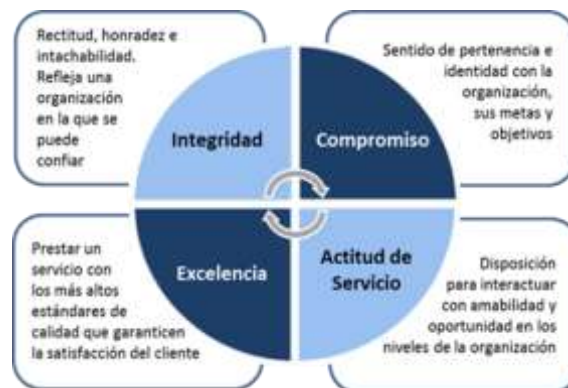 Rectitud, honradez e
intachabilidad.
Refleja una
organización
en la que se
puede
confiar
Integridad
Compromiso
Sentido de pertenencia e
identidad con la
organización,
sus metas y
objetivos
Prestar un
servicio con
los más altos
estándares de
calidad que garanticen
la satisfacción del cliente
Excelencia
Actitud de
Servicio
Disposición
para interactuar
con amabilidad y
oportunidad en los
niveles de la organización